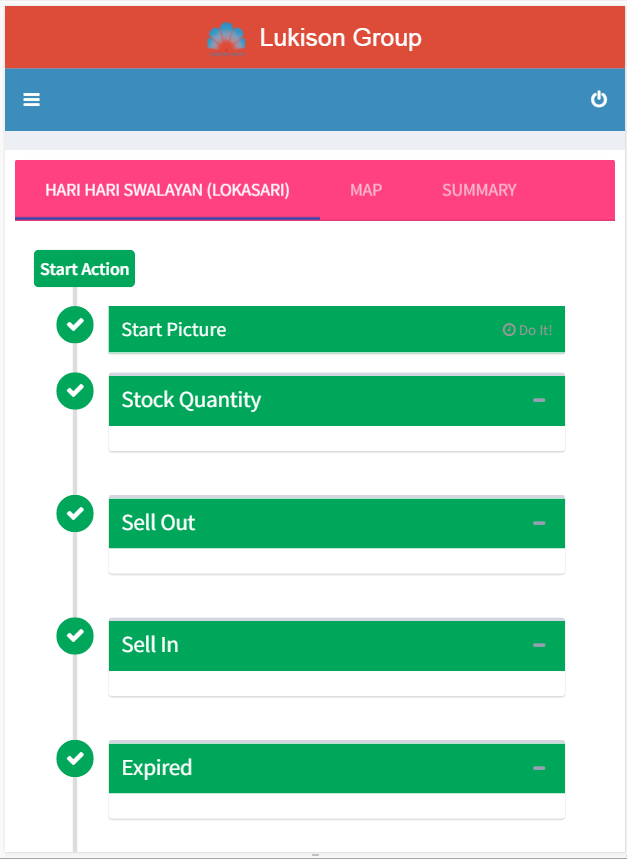 Lukison Group
HARI HARI SWALAYAN (LOKASARI) MAP SUMMARY
Start Action
Start Picture Do It!
Stock Quantity
Sell Out
Sell In
Expired